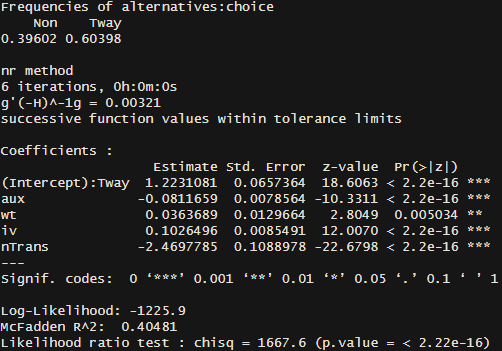 Frequencies of alternatives:choice
    Non    Tway
0.39602 0.60398

nr method
6 iterations, 0h:0m:0s
g'(-H)^-1g = 0.00321
successive function values within tolerance limits

Coefficients :
                    Estimate Std. Error  z-value  Pr(>|z|)
(Intercept):Tway  1.2231081  0.0657364  18.6063 < 2.2e-16 ***
aux              -0.0811659  0.0078564 -10.3311 < 2.2e-16 ***
wt                0.0363689  0.0129664   2.8049  0.005034 **
iv                0.1026496  0.0085491  12.0070 < 2.2e-16 ***
nTrans           -2.4697785  0.1088978 -22.6798 < 2.2e-16 ***
---
Signif. codes:  0 ‘***’ 0.001 ‘**’ 0.01 ‘*’ 0.05 ‘.’ 0.1 ‘ ’ 1

Log-Likelihood: -1225.9
McFadden R^2:  0.40481
Likelihood ratio test : chisq = 1667.6 (p.value = < 2.22e-16)